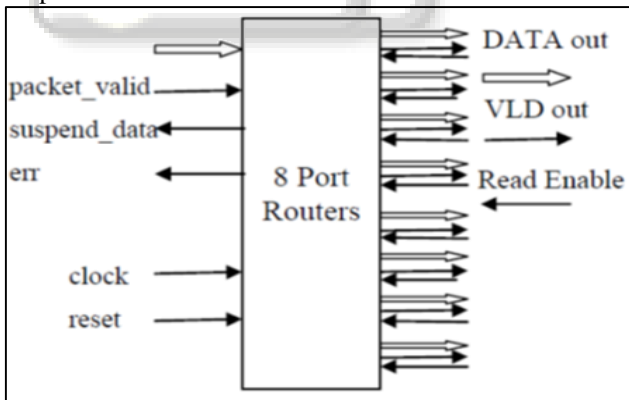 DATA out
packet_valid
VLD out
suspend_data
err
8 Port
Routers
Read Enable
clock
reset